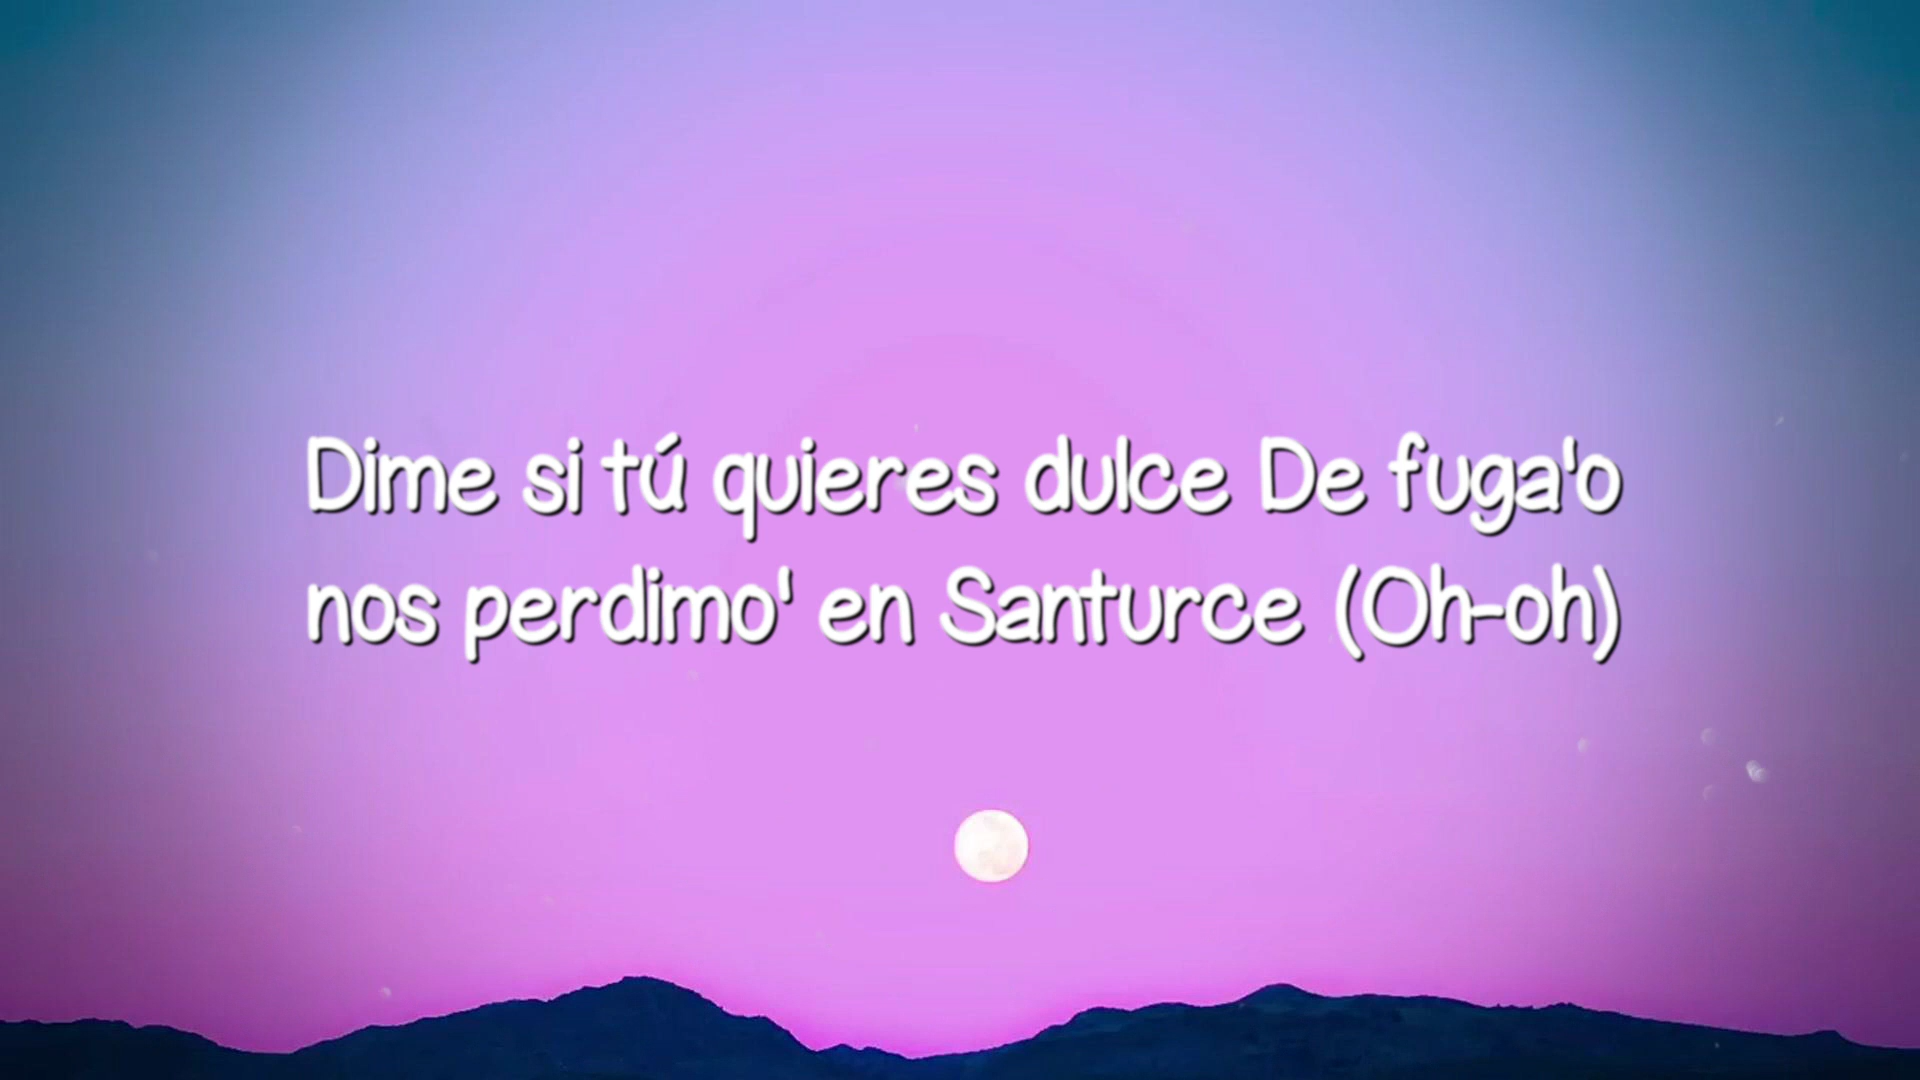 Dime si tú quieres dulce De fuga'o
nos perdimo' en Santurce (Oh-oh)